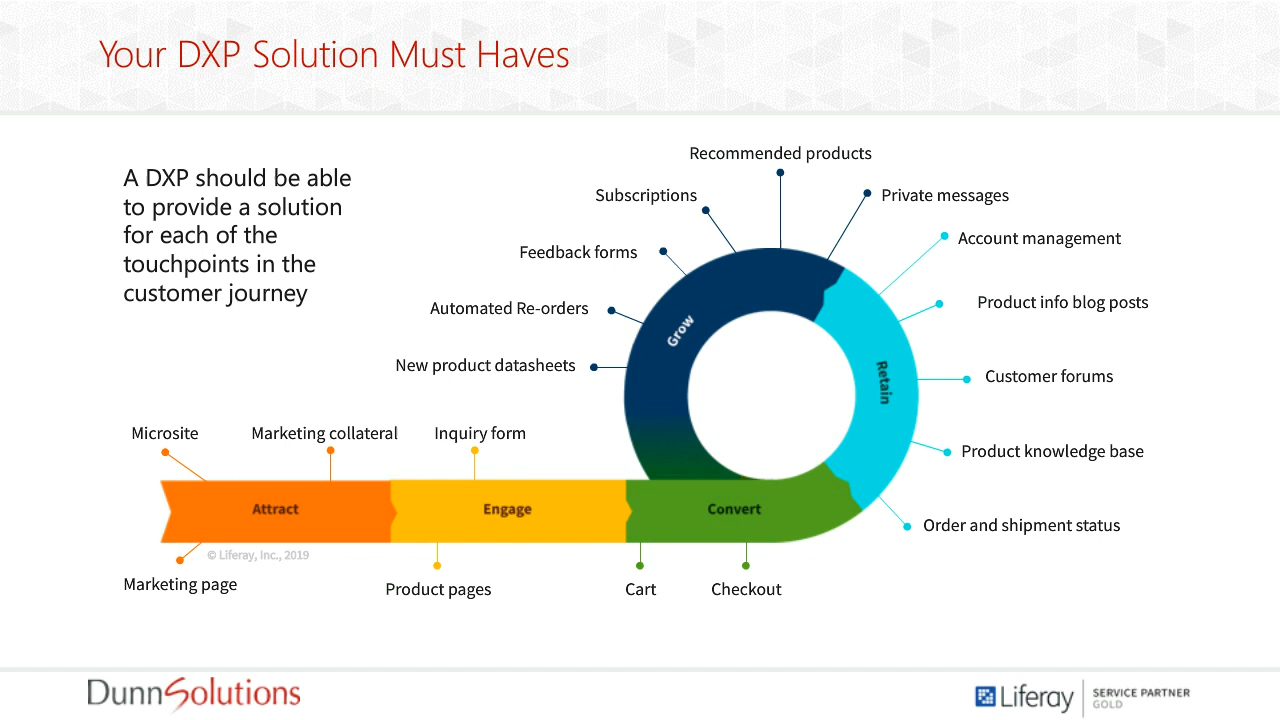 Your DXP Solution Must Haves
A DXP should be able
to provide a solution
for each of the
touchpoints in the
customer journey
Recommended products
Subscriptions
Private messages
Feedback forms
Account management
Automated Re-orders
Product info blog posts
New product datasheets
Customer forums
Grow
Retain
Microsite
Marketing collateral
Inquiry form
Product knowledge base
Attract
Engage
Convert
Order and shipment status
© Liferay, Inc., 2019
Marketing page
Product pages
Cart
Checkout
DunnSolutions
Liferay
SERVICE PARTNER
GOLD